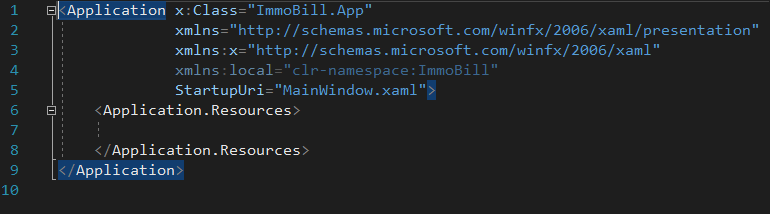 1 <Application x:Class="ImmoBill.App"
2 xmlns="http://schemas.microsoft.com/winfx/2006/xaml/presentation"
3 xmlns:x="http://schemas.microsoft.com/winfx/2006/xaml"
4 xmlns:local="clr-namespace:ImmoBill"
5 StartupUri="MainWindow.xaml">
6 <Application.Resources>
7
8 </Application.Resources>
9 </Application>
10